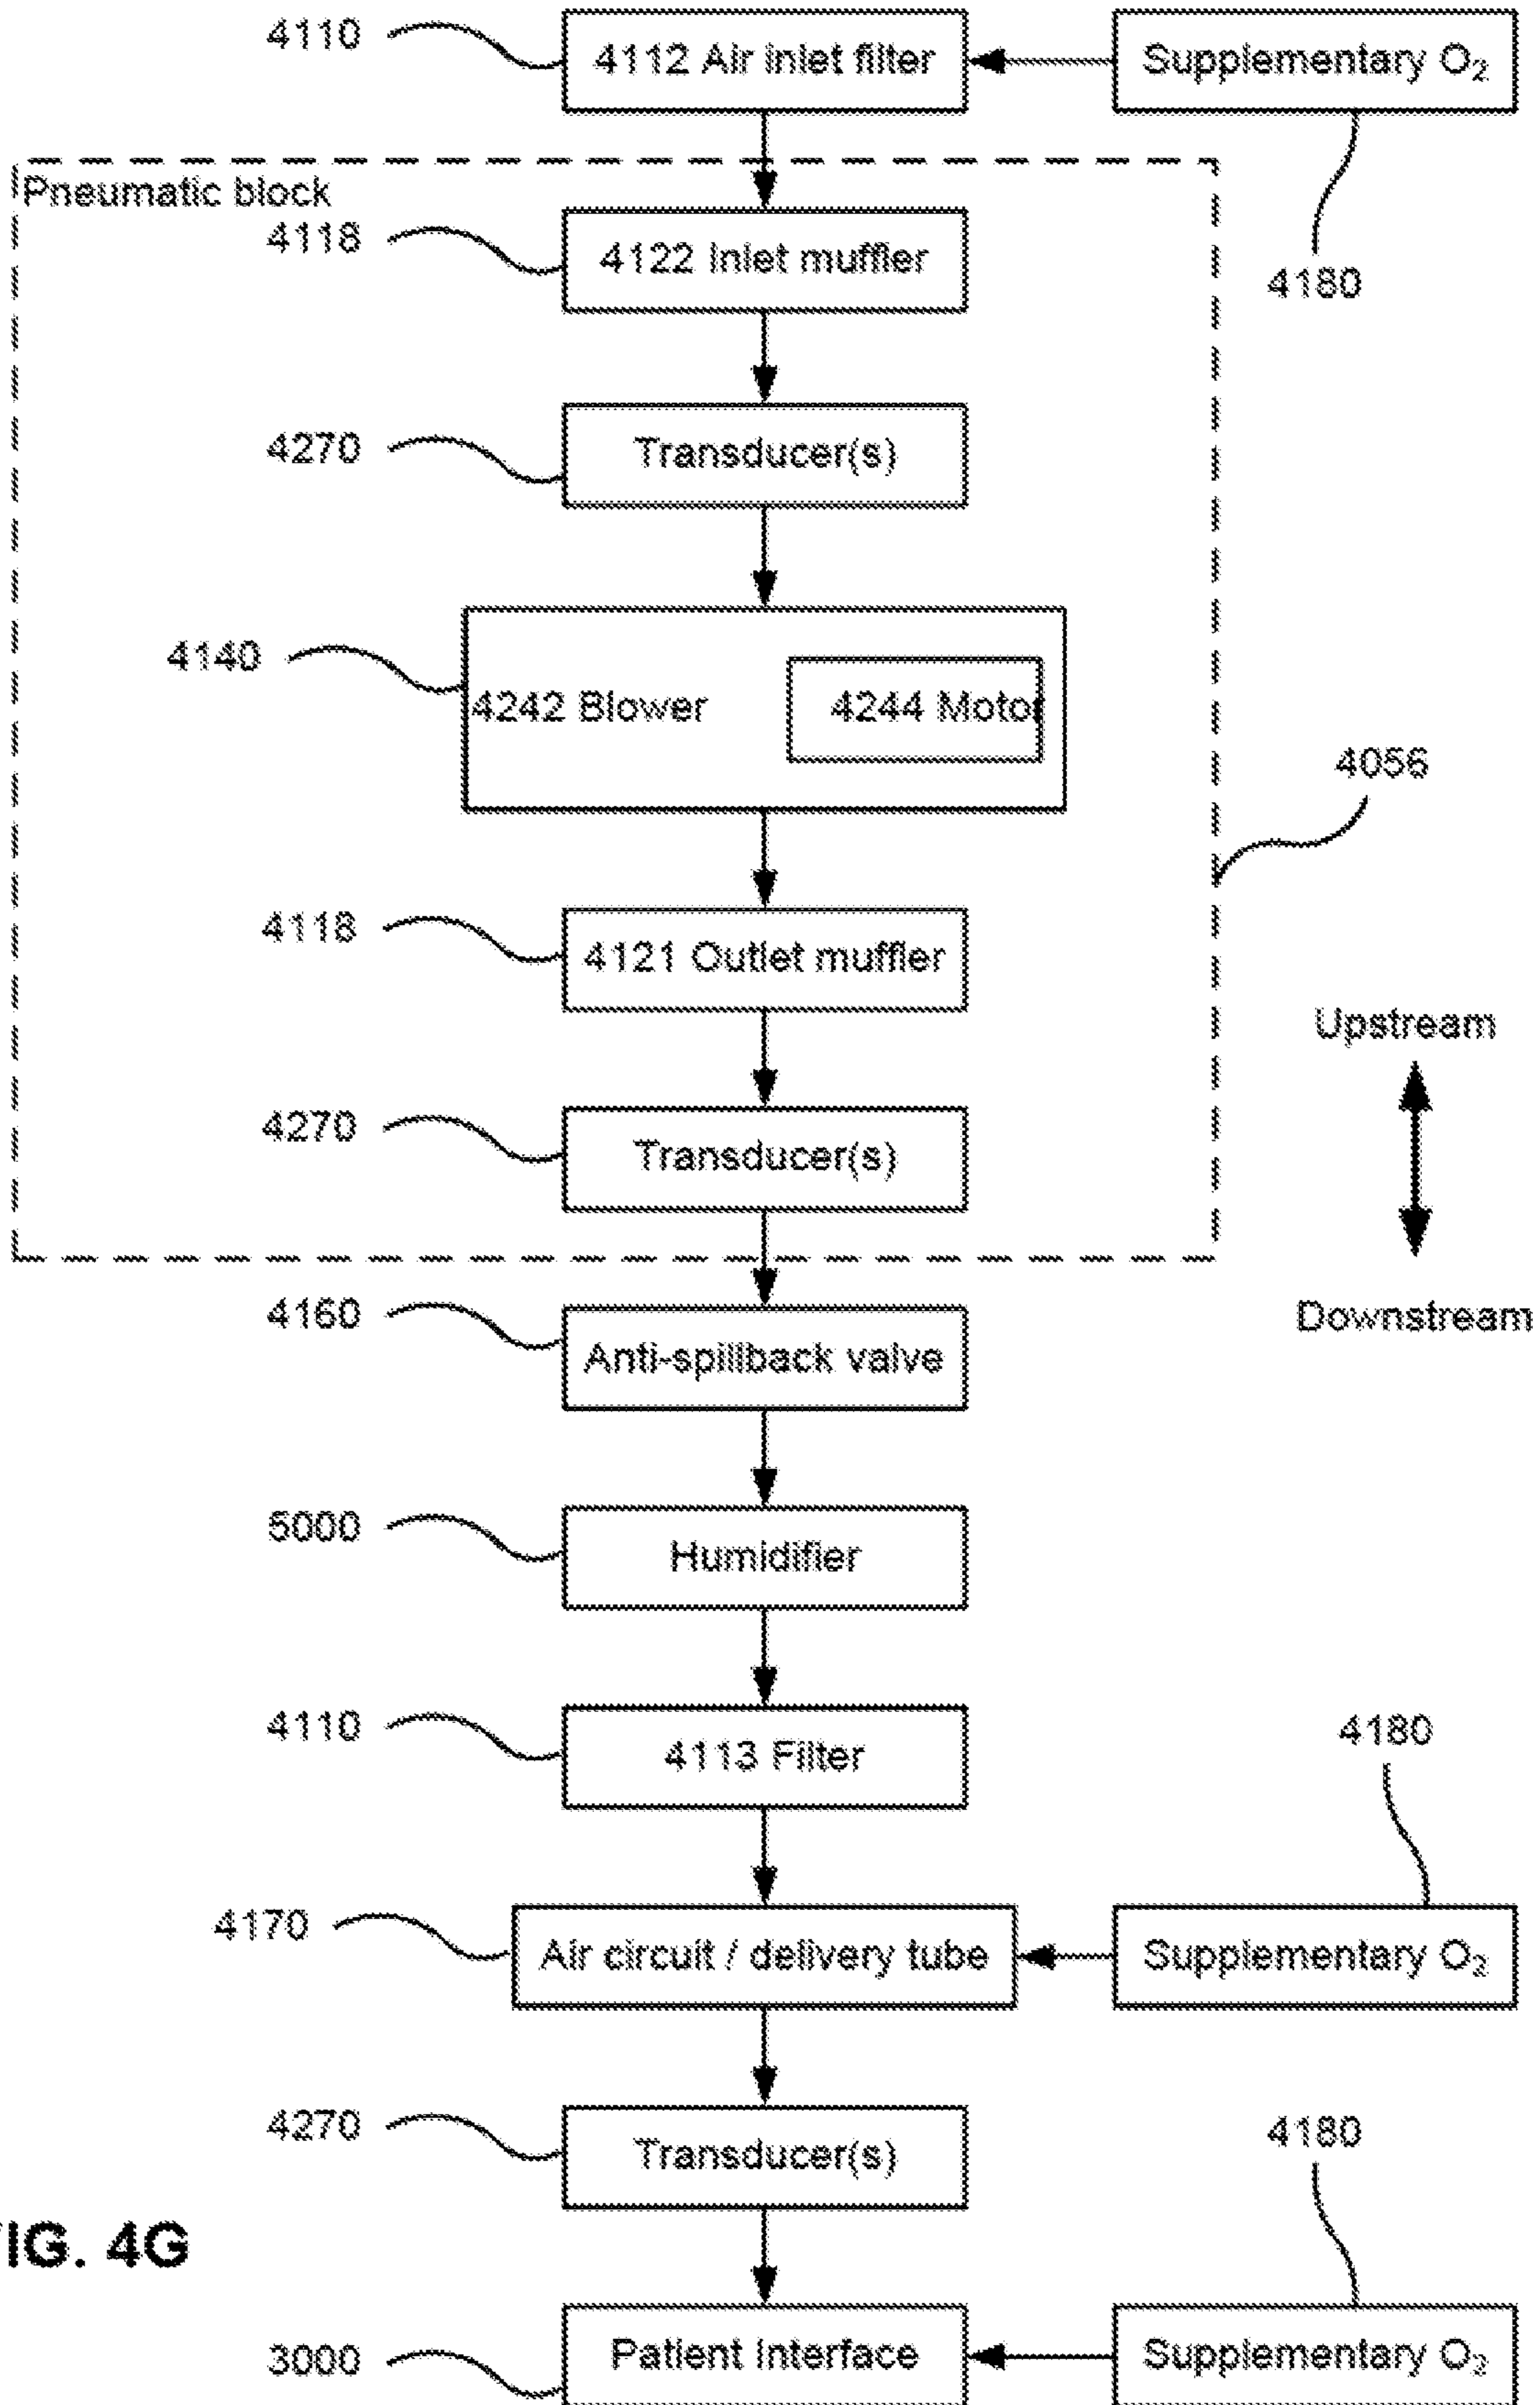 4110
4112 Air inlet filter
Supplementary O₂
Pneumatic block
4118
4122 Inlet muffler
4180
4270
Transducer(s)
4140
4242 Blower
4244 Motor
4056
4118
4121 Outlet muffler
Upstream
4270
Transducer(s)
4160
Downstream
Anti-spillback valve
5000
Humidifier
4110
4113 Filter
4180
4170
Air circuit / delivery tube
Supplementary O₂
4270
Transducer(s)
4180
IG. 4G
3000
Patient Interface
Supplementary O₂